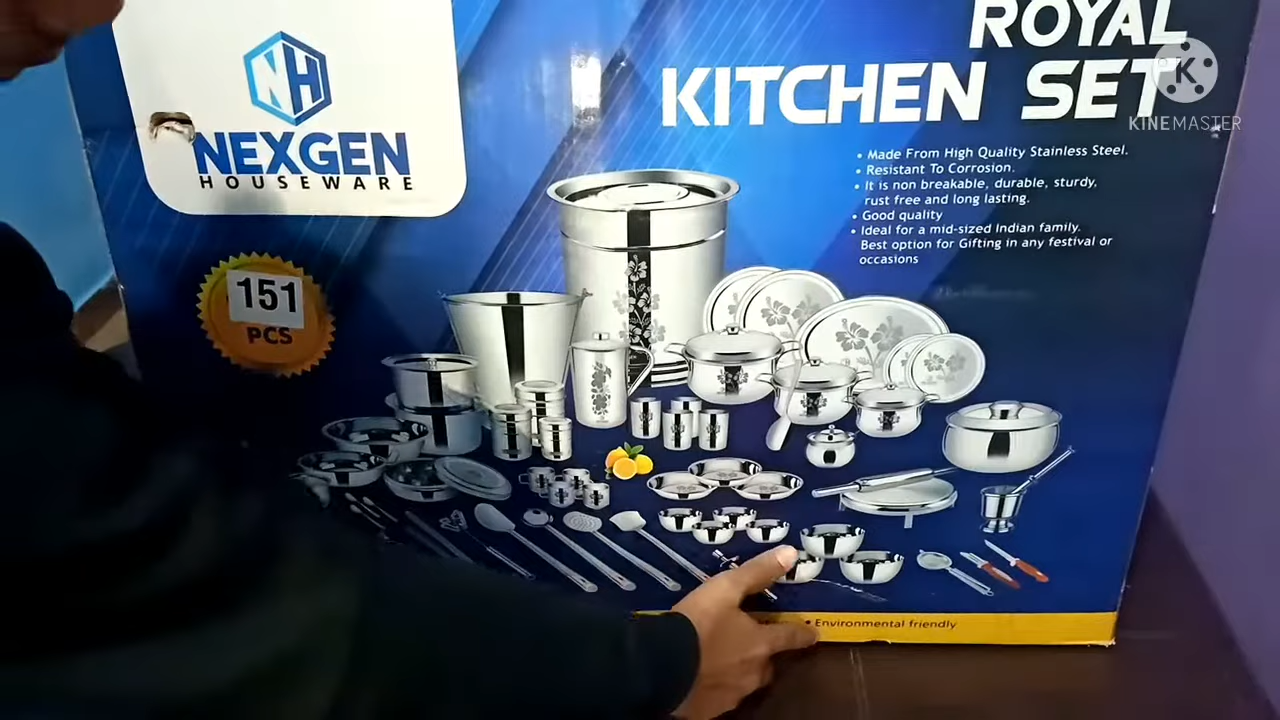 NH
NEXGEN
HOUSEWARE
ROYAL
KITCHEN SET
K
KINEMASTER
• Made From High Quality Stainless Steel.
• Resistant To Corrosion.
• It is non breakable, durable, sturdy,
rust free and long lasting.
• Good quality
• Ideal for a mid-sized Indian family.
Best option for Gifting in any festival or
occasions
151
PCS
• Environmental friendly